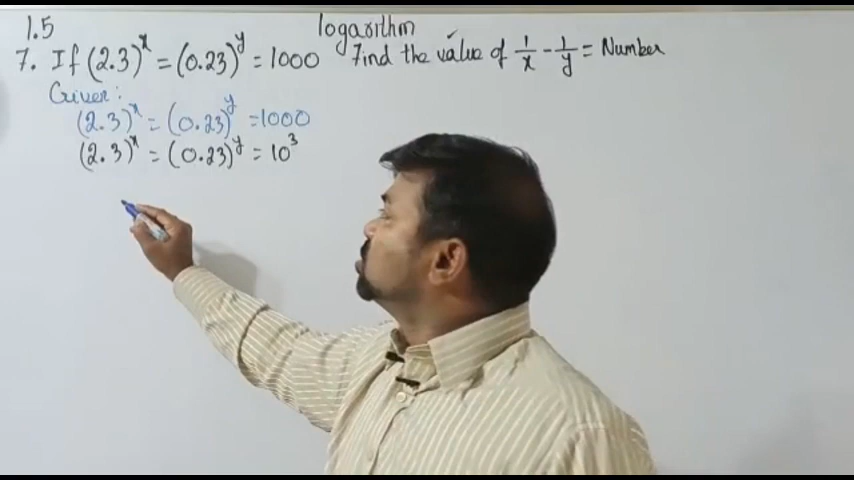 1.5 logarithm
7. If (2.3)^x = (0.23)^y = 1000 Find the value of 1/x - 1/y = Number
Given:
(2.3)^x = (0.23)^y = 1000
(2.3)^x = (0.23)^y = 10^3